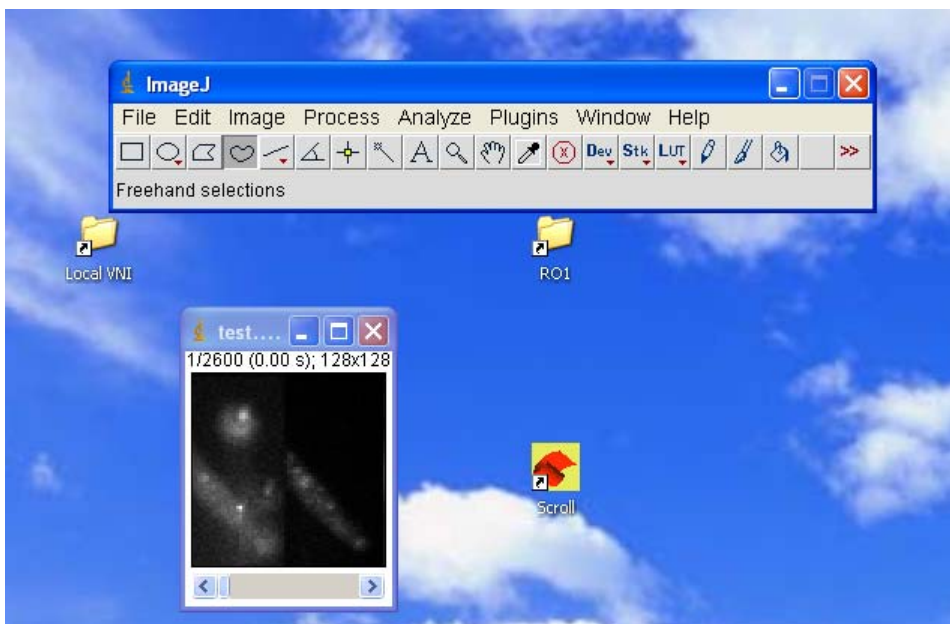 ImageJ
File Edit Image Process Analyze Plugins Window Help
A Dev Stk LUT >>
Freehand selections
Local VNI
RO1
test....
1/2600 (0.00 s); 128x128
Scroll